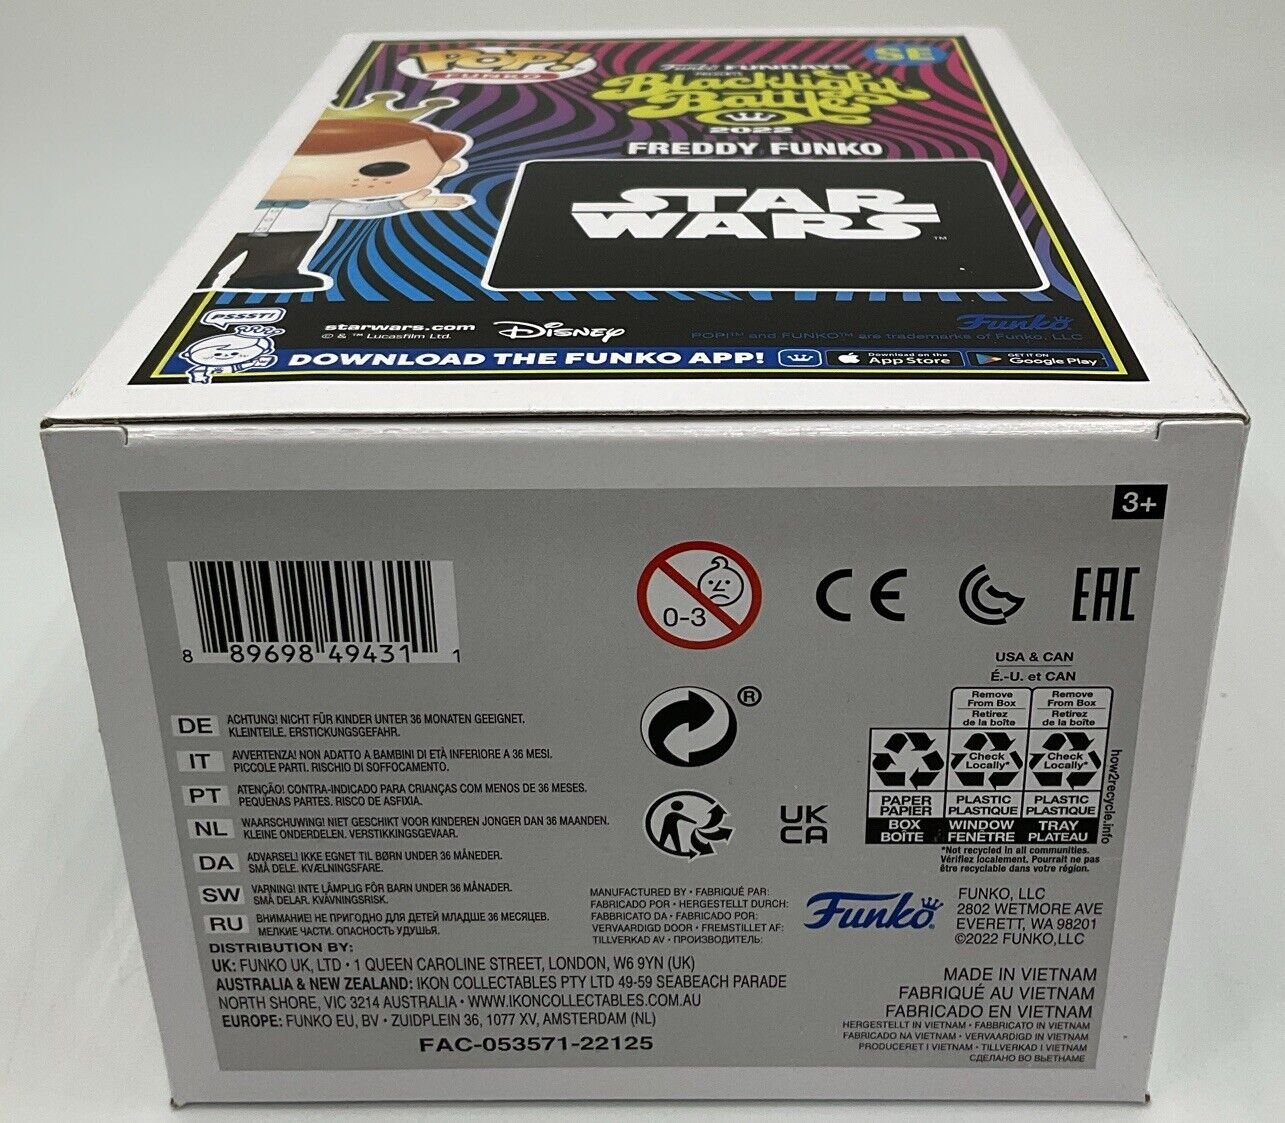 POP!
FUNKO
Funko FUNDAYS
PRESENTS
Blacklight
Battles
2022
SE
FREDDY FUNKO
STAR
WARS
TM
PSSST!
starwars.com
© & ™ Lucasfilm Ltd.
Disney
Funko
POP!™ and FUNKO™ are trademarks of Funko, LLC
DOWNLOAD THE FUNKO APP!
Download on the
App Store
GET IT ON
Google Play
3+
8 89698 49431 1
0-3
CE
EAC
®
USA & CAN
É.-U. et CAN
Remove
From Box
Retirez
de la boîte
Remove
From Box
Retirez
de la boîte
Check
Locally*
Check
Locally*
PAPER
PAPIER
BOX
BOÎTE
PLASTIC
PLASTIQUE
WINDOW
FENÊTRE
PLASTIC
PLASTIQUE
TRAY
PLATEAU
how2recycle.info
*Not recycled in all communities.
Vérifiez localement. Pourrait ne pas
être recyclable dans votre région.
UK
CA
DE ACHTUNG! NICHT FÜR KINDER UNTER 36 MONATEN GEEIGNET.
KLEINTEILE. ERSTICKUNGSGEFAHR.
IT AVVERTENZA! NON ADATTO A BAMBINI DI ETÀ INFERIORE A 36 MESI.
PICCOLE PARTI. RISCHIO DI SOFFOCAMENTO.
PT ATENÇÃO! CONTRA-INDICADO PARA CRIANÇAS COM MENOS DE 36 MESES.
PEQUENAS PARTES. RISCO DE ASFIXIA.
NL WAARSCHUWING! NIET GESCHIKT VOOR KINDEREN JONGER DAN 36 MAANDEN.
KLEINE ONDERDELEN. VERSTIKKINGSGEVAAR.
DA ADVARSEL! IKKE EGNET TIL BØRN UNDER 36 MÅNEDER.
SMÅ DELE. KVÆLNINGSFARE.
SW VARNING! INTE LÄMPLIG FÖR BARN UNDER 36 MÅNADER.
SMÅ DELAR. KVÄVNINGSRISK.
RU ВНИМАНИЕ! НЕ ПРИГОДНО ДЛЯ ДЕТЕЙ МЛАДШЕ 36 МЕСЯЦЕВ.
МЕЛКИЕ ЧАСТИ. ОПАСНОСТЬ УДУШЬЯ.
DISTRIBUTION BY:
UK: FUNKO UK, LTD • 1 QUEEN CAROLINE STREET, LONDON, W6 9YN (UK)
AUSTRALIA & NEW ZEALAND: IKON COLLECTABLES PTY LTD 49-59 SEABEACH PARADE
NORTH SHORE, VIC 3214 AUSTRALIA • WWW.IKONCOLLECTABLES.COM.AU
EUROPE: FUNKO EU, BV • ZUIDPLEIN 36, 1077 XV, AMSTERDAM (NL)
FAC-053571-22125
MANUFACTURED BY • FABRIQUÉ PAR:
FABRICADO POR • HERGESTELLT DURCH:
FABBRICATO DA • FABRICADO POR:
VERVAARDIGD DOOR • FREMSTILLET AF:
TILLVERKAD AV • ПРОИЗВОДИТЕЛЬ:
Funko
FUNKO, LLC
2802 WETMORE AVE
EVERETT, WA 98201
©2022 FUNKO, LLC
MADE IN VIETNAM
FABRIQUÉ AU VIETNAM
FABRICADO EN VIETNAM
HERGESTELLT IN VIETNAM • FABBRICATO IN VIETNAM
FABRICADO NA VIETNAM • VERVAARDIGD IN VIETNAM
PRODUCERET I VIETNAM • TILLVERKAD I VIETNAM
СДЕЛАНО ВО ВЬЕТНАМЕ